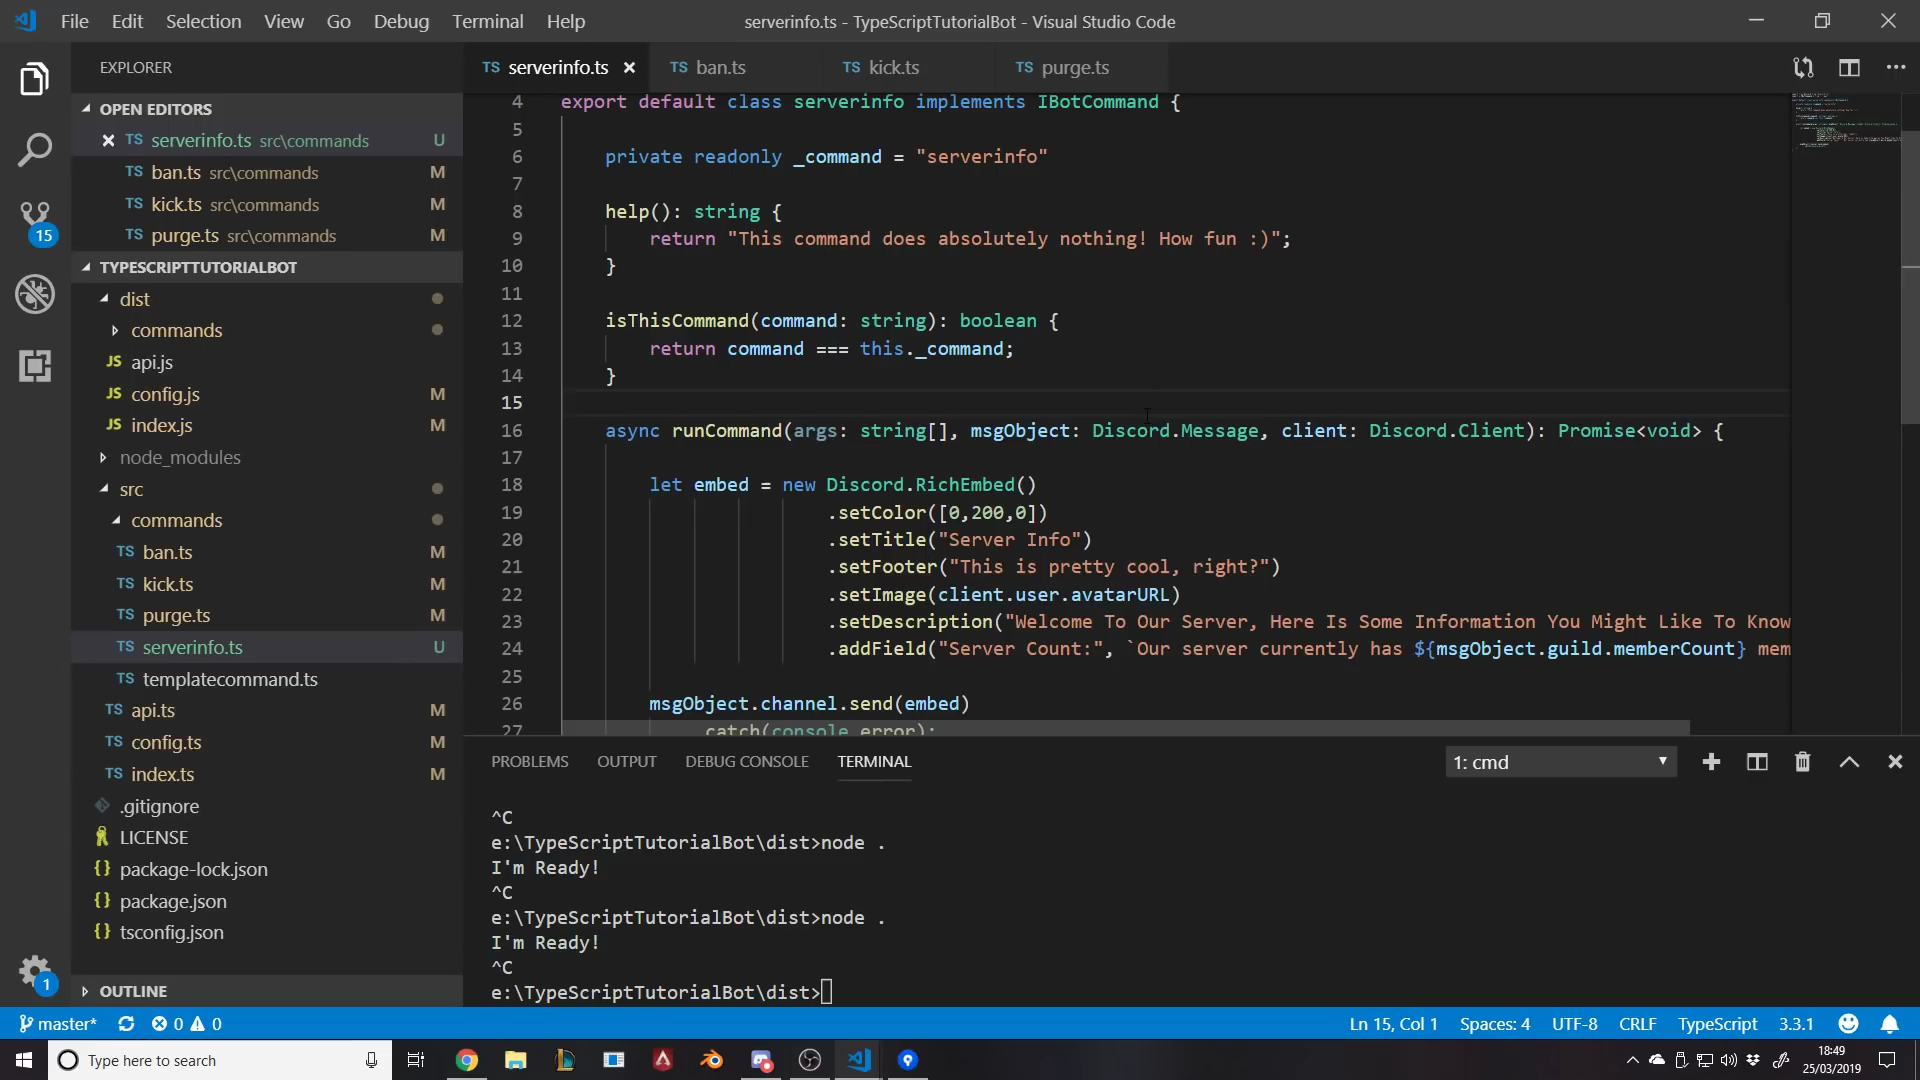 File Edit Selection View Go Debug Terminal Help
serverinfo.ts - TypeScriptTutorialBot - Visual Studio Code
EXPLORER
OPEN EDITORS
TS serverinfo.ts src\commands U
TS ban.ts src\commands M
TS kick.ts src\commands M
TS purge.ts src\commands M
TYPESCRIPTTUTORIALBOT
dist
commands
JS api.js
JS config.js M
JS index.js M
node_modules
src
commands
TS ban.ts M
TS kick.ts M
TS purge.ts M
TS serverinfo.ts U
TS templatecommand.ts
TS api.ts M
TS config.ts M
TS index.ts M
.gitignore
LICENSE
{} package-lock.json
{} package.json
{} tsconfig.json
OUTLINE
15
1
TS serverinfo.ts TS ban.ts TS kick.ts TS purge.ts
4 export default class serverinfo implements IBotCommand {
5
6 private readonly _command = "serverinfo"
7
8 help(): string {
9 return "This command does absolutely nothing! How fun :)";
10 }
11
12 isThisCommand(command: string): boolean {
13 return command === this._command;
14 }
15
16 async runCommand(args: string[], msgObject: Discord.Message, client: Discord.Client): Promise<void> {
17
18 let embed = new Discord.RichEmbed()
19 .setColor([0,200,0])
20 .setTitle("Server Info")
21 .setFooter("This is pretty cool, right?")
22 .setImage(client.user.avatarURL)
23 .setDescription("Welcome To Our Server, Here Is Some Information You Might Like To Know
24 .addField("Server Count:", `Our server currently has ${msgObject.guild.memberCount} mem
25
26 msgObject.channel.send(embed)
27 .catch(console.error);
PROBLEMS OUTPUT DEBUG CONSOLE TERMINAL
1: cmd
^C
e:\TypeScriptTutorialBot\dist>node .
I'm Ready!
^C
e:\TypeScriptTutorialBot\dist>node .
I'm Ready!
^C
e:\TypeScriptTutorialBot\dist>
master* 0 0 Ln 15, Col 1 Spaces: 4 UTF-8 CRLF TypeScript 3.3.1
Type here to search
18:49
25/03/2019